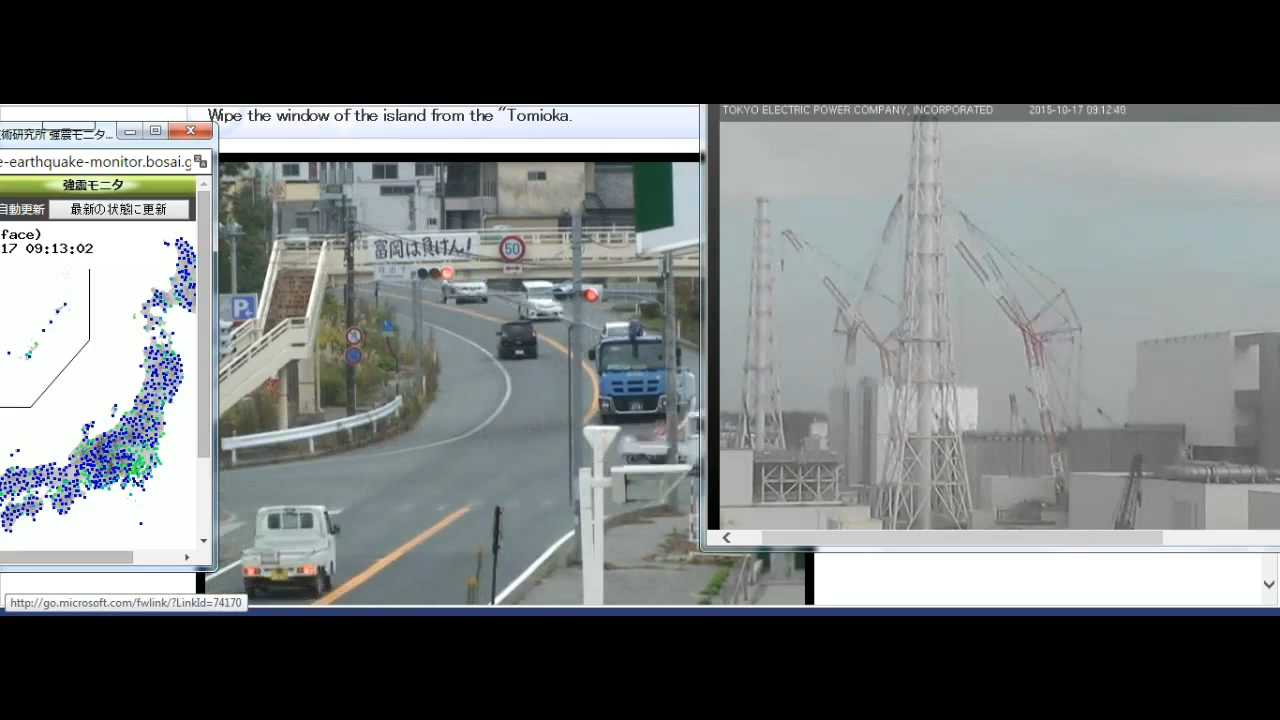 Wipe the window of the island from the "Tomioka.
術研究所 強震モニタ...
e-earthquake-monitor.bosai.g
強震モニタ
自動更新 最新の状態に更新
face)
17 09:13:02
富岡は負けん!
50
P
TOKYO ELECTRIC POWER COMPANY, INCORPORATED 2015-10-17 09:12:40
http://go.microsoft.com/fwlink/?LinkId=74170